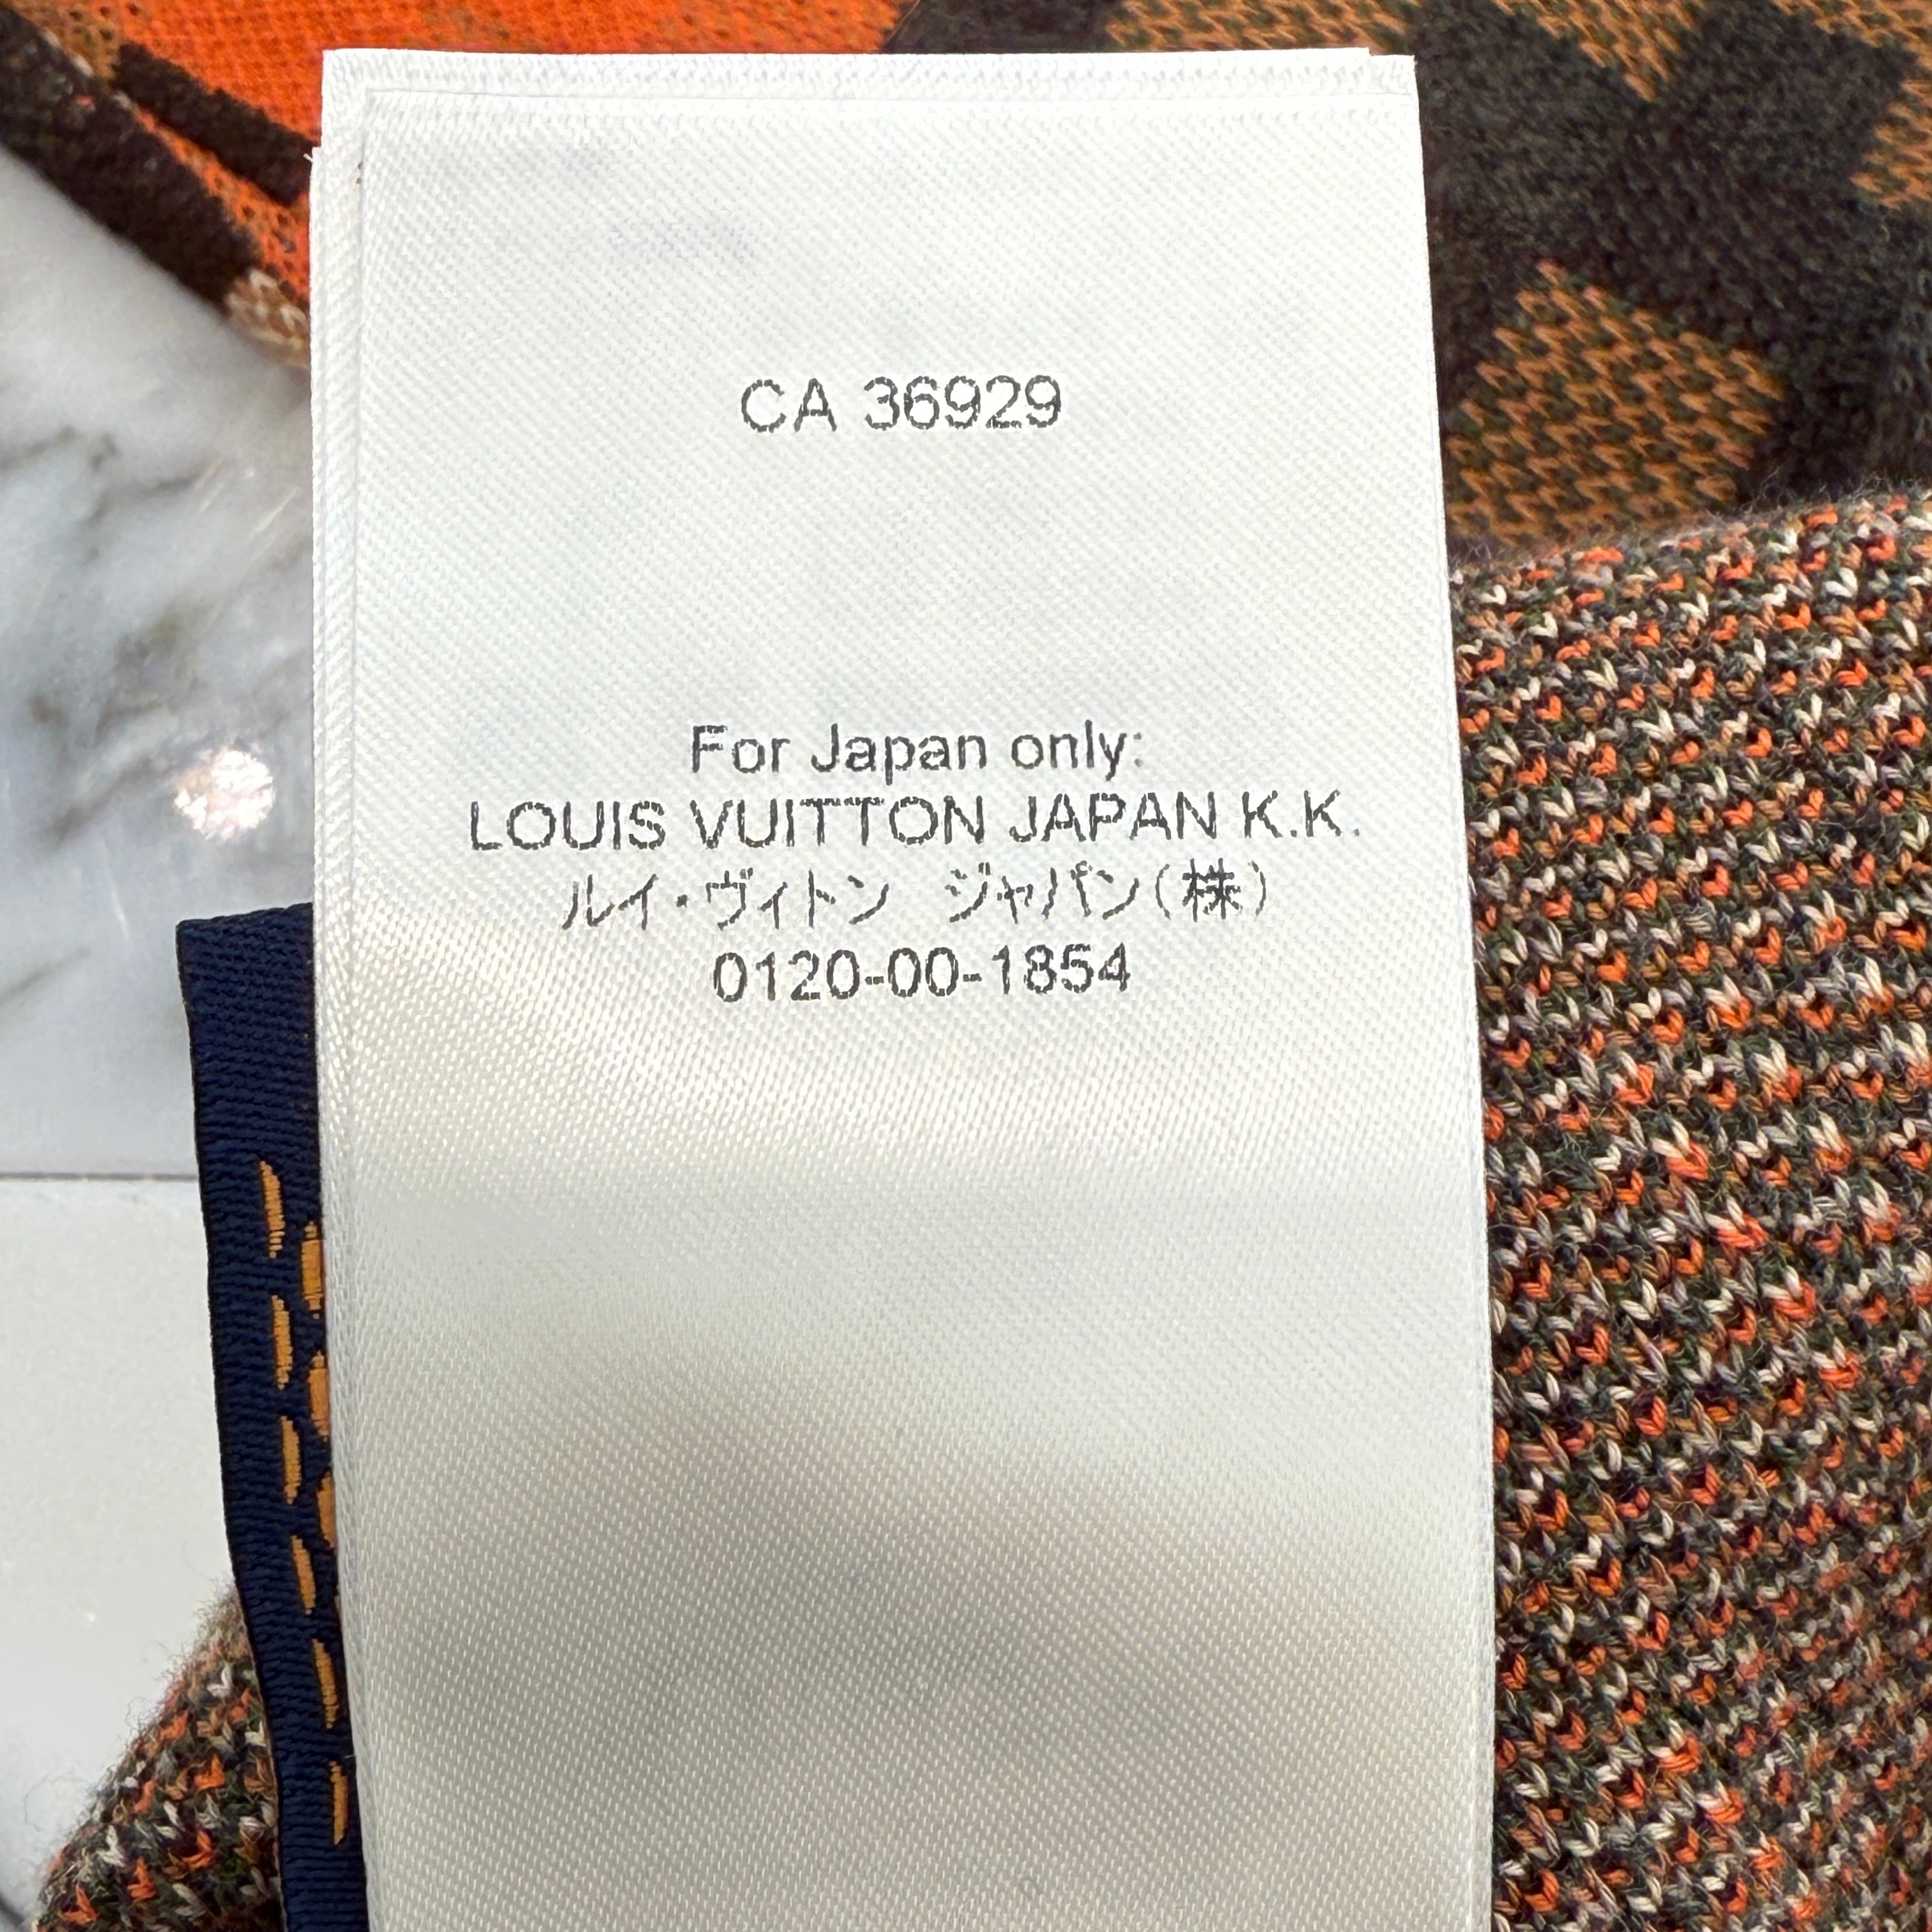 CA 36929
For Japan only:
LOUIS VUITTON JAPAN K.K.
ルイ・ヴィトン　ジャパン(株)
0120-00-1854